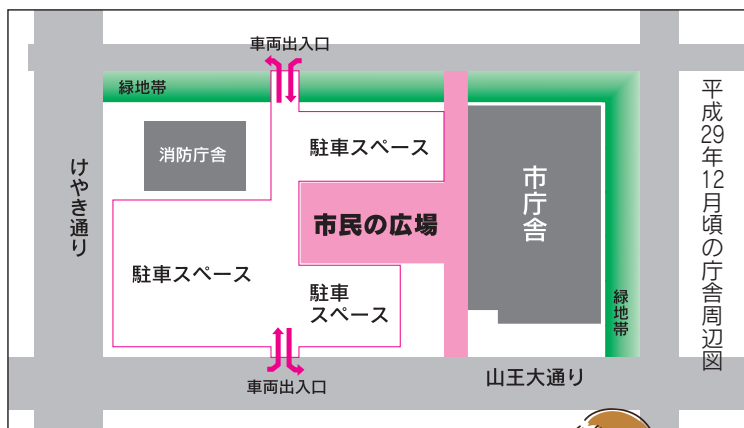 車両出入口
緑地帯
消防庁舎
駐車スペース
けやき通り
市民の広場
市庁舎
駐車スペース
駐車
スペース
緑地帯
車両出入口
山王大通り
平成29年12月頃の庁舎周辺図